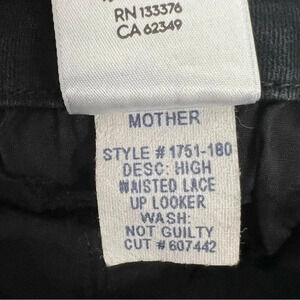 RN 133376
CA 62349
MOTHER
STYLE # 1751-180
DESC: HIGH
WAISTED LACE
UP LOOKER
WASH:
NOT GUILTY
CUT # 607442